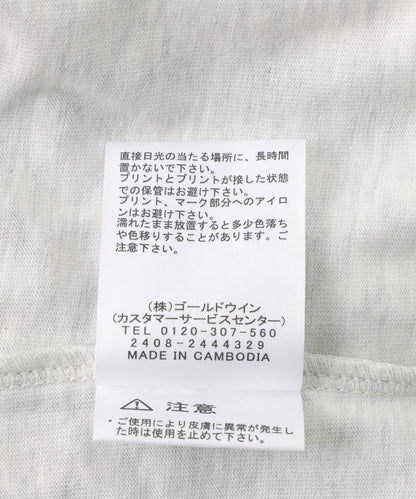 直接日光の当たる場所に、長時間
置かないで下さい。
プリントとプリントが接した状態
での保管はお避け下さい。
プリント、マーク部分へのアイロ
ンはお避け下さい。
濡れたまま放置すると多少色落ち
や色移りすることがあります。ご
注意下さい。
(株)ゴールドウイン
(カスタマーサービスセンター)
TEL 0120-307-560
2408-2444329
MADE IN CAMBODIA
注意
・ご使用により皮膚に異常が発生し
た時は使用を止めて下さい。